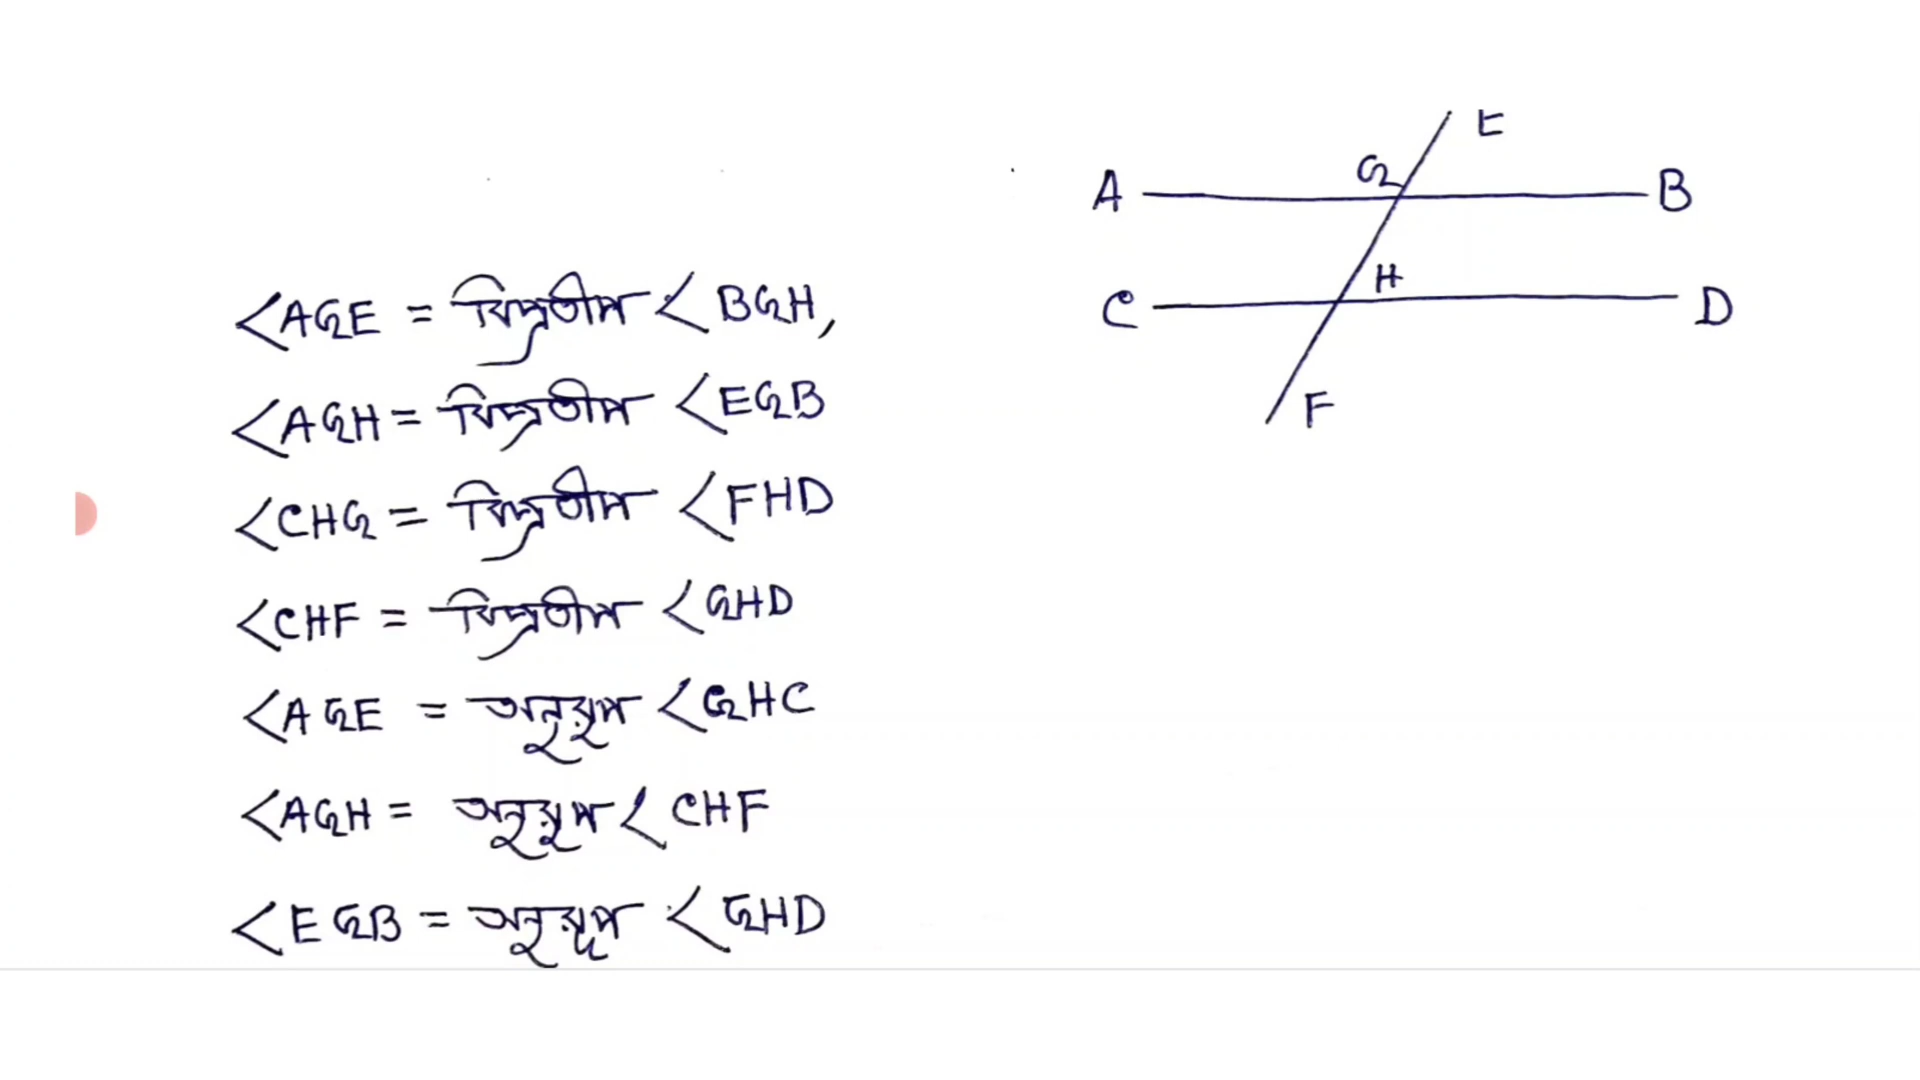 <AGE = বিপ্রতীপ <BGH,
<AGH = বিপ্রতীপ <EGB
<CHG = বিপ্রতীপ <FHD
<CHF = বিপ্রতীপ <GHD
<AGE = অনুরূপ <GHC
<AGH = অনুরূপ <CHF
<EGB = অনুরূপ <GHD
E
A G B
H
C D
F